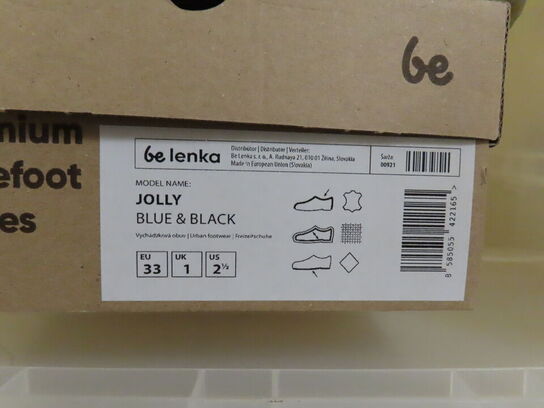 be
mium
efoot
es
be lenka
Distribútor | Distributor | Verteiler:
Be Lenka s. r. o., A. Rudnaya 21, 010 01 Žilina, Slovakia
Made in European Union (Slovakia)
00921
MODEL NAME:
JOLLY
BLUE & BLACK
Vychádzková obuv | Urban footwear | Freizeitschuhe
EU
33
UK
1
US
2½
8 585055 422165 >